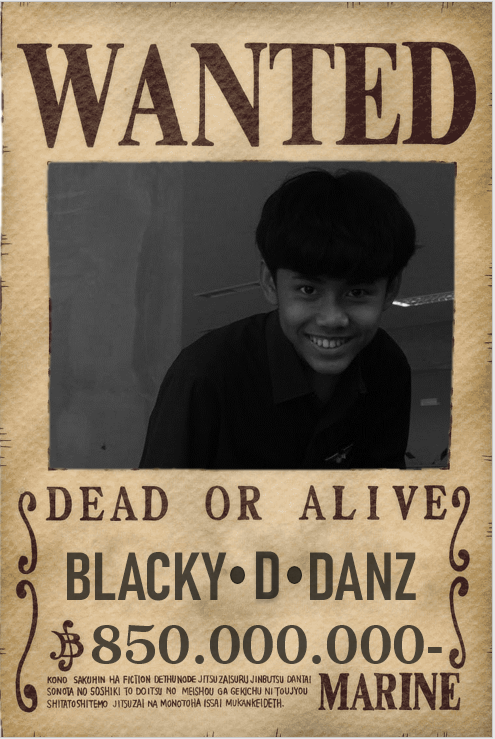 WANTED
DEAD OR ALIVE
BLACKY•D•DANZ
฿850.000.000-
KONO SAKUHIN HA FICTION DETHUNODE JITSUZAISURU JINBUTSU DANTAI
SONOTA NO SOSHIKI TO DOITSU NO MEISHOU GA GEKICHU NI TOUJYOU
SHITATOSHITEMO JITSUZAI NA MONOTOHA ISSAI MUKANKEIDETH.
MARINE